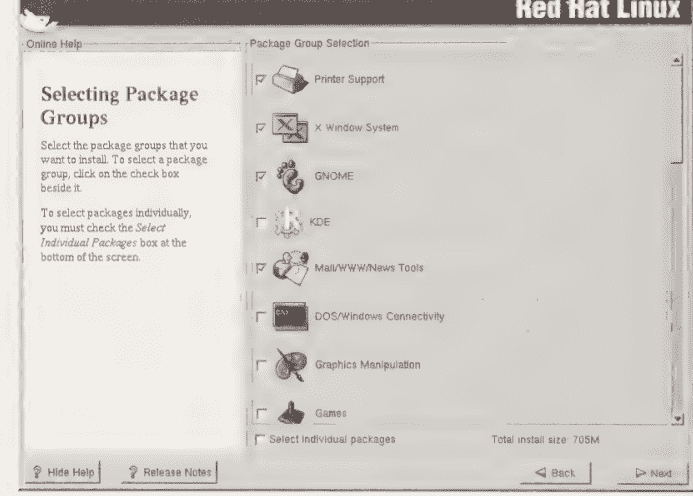 Red Hat Linux
Online Help
Package Group Selection
Selecting Package
Groups
Select the package groups that you
want to install. To select a package
group, click on the check box
beside it.
To select packages individually,
you must check the Select
Individual Packages box at the
bottom of the screen.
Printer Support
X Window System
GNOME
KDE
Mail/WWW/News Tools
DOS/Windows Connectivity
Graphics Manipulation
Games
Select individual packages
Total install size: 705M
Hide Help
Release Notes
Back
Next